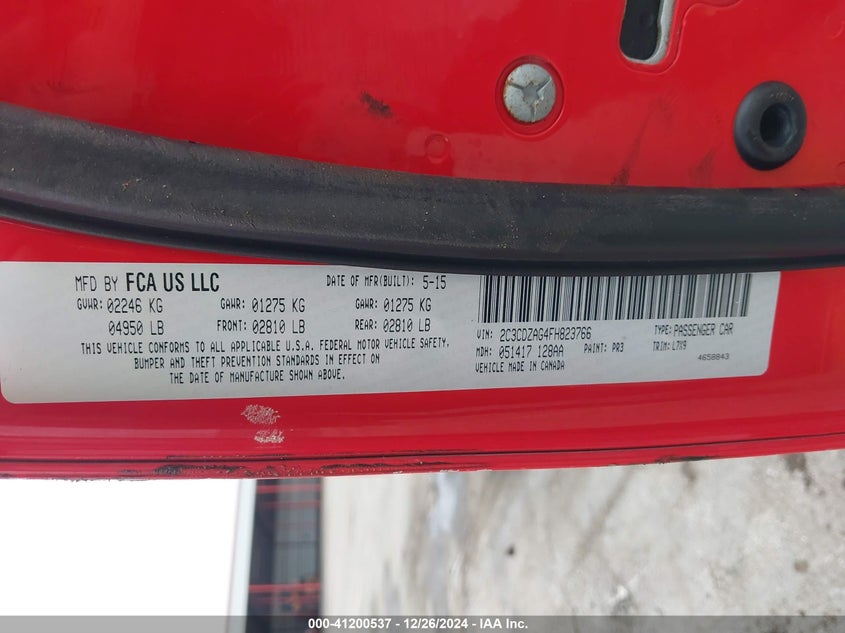 MFD BY FCA US LLC DATE OF MFR(BUILT): 5-15
GVWR: 02246 KG GAWR: 01275 KG GAWR: 01275 KG
04950 LB FRONT: 02810 LB REAR: 02810 LB
THIS VEHICLE CONFORMS TO ALL APPLICABLE U.S.A. FEDERAL MOTOR VEHICLE SAFETY,
BUMPER AND THEFT PREVENTION STANDARDS IN EFFECT ON
THE DATE OF MANUFACTURE SHOWN ABOVE.
VIN: 2C3CDZAG4FH823766 TYPE: PASSENGER CAR
MDH: 051417 128AA PAINT: PR3 TRIM: L7X9
VEHICLE MADE IN CANADA 4658843
000-41200537 - 12/26/2024 - IAA Inc.